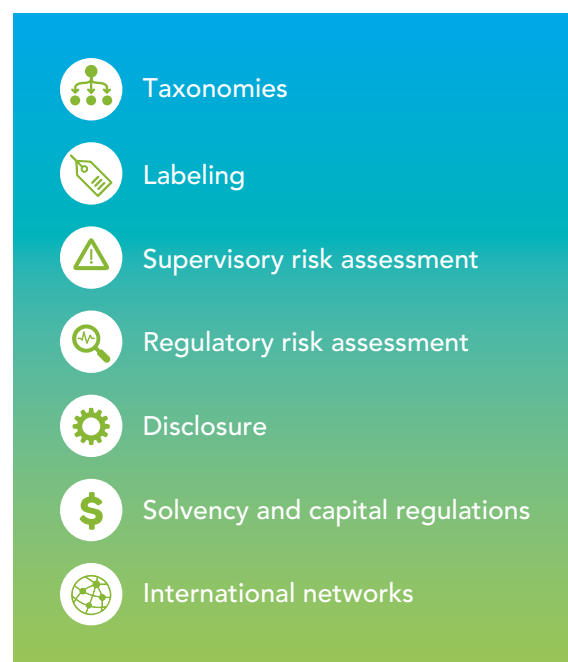 Taxonomies
Labeling
Supervisory risk assessment
Regulatory risk assessment
Disclosure
$ Solvency and capital regulations
International networks